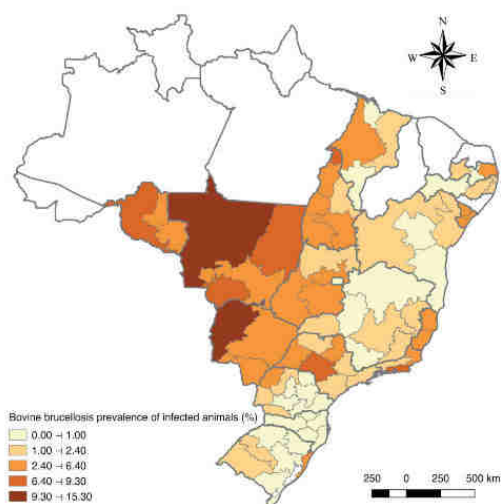 N
W E
S
Bovine brucellosis prevalence of infected animals (%)
0.00 ⊣ 1.00
1.00 ⊣ 2.40
2.40 ⊣ 6.40
6.40 ⊣ 9.30
9.30 ⊣ 15.30
250 0 250 500 km